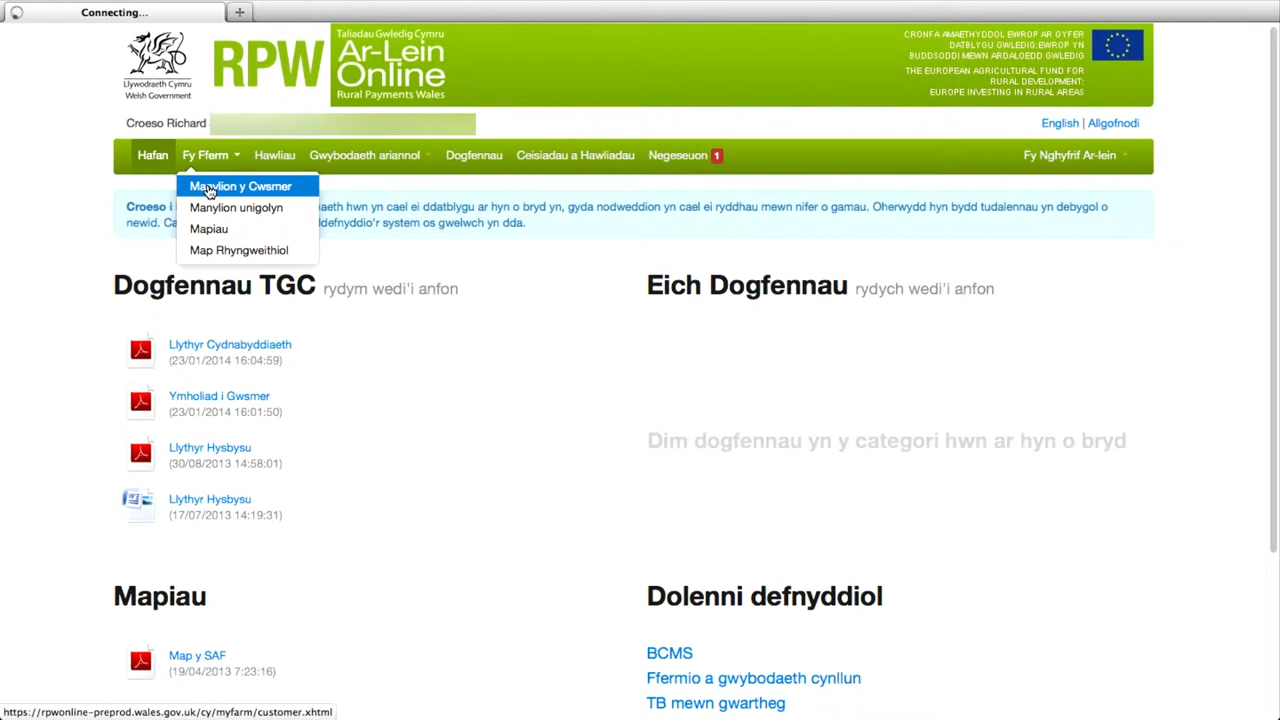 Connecting...
Llywodraeth Cymru
Welsh Government
RPW
Taliadau Gwledig Cymru
Ar-Lein
Online
Rural Payments Wales
CRONFA AMAETHYDDOL EWROP AR GYFER
DATBLYGU GWLEDIG:EWROP YN
BUDDSODDI MEWN ARDALOEDD GWLEDIG
THE EUROPEAN AGRICULTURAL FUND FOR
RURAL DEVELOPMENT:
EUROPE INVESTING IN RURAL AREAS
Croeso Richard
English | Allgofnodi
Hafan Fy Fferm Hawliau Gwybodaeth ariannol Dogfennau Ceisiadau a Hawliadau Negeseuon 1 Fy Nghyfrif Ar-lein
Manylion y Cwsmer
Manylion unigolyn
Mapiau
Map Rhyngweithiol
Croeso i aeth hwn yn cael ei ddatblygu ar hyn o bryd yn, gyda nodweddion yn cael ei ryddhau mewn nifer o gamau. Oherwydd hyn bydd tudalennau yn debygol o
newid. Ca ddefnyddio'r system os gwelwch yn dda.
Dogfennau TGC rydym wedi'i anfon
Llythyr Cydnabyddiaeth
(23/01/2014 16:04:59)
Ymholiad i Gwsmer
(23/01/2014 16:01:50)
Llythyr Hysbysu
(30/08/2013 14:58:01)
Llythyr Hysbysu
(17/07/2013 14:19:31)
Eich Dogfennau rydych wedi'i anfon
Dim dogfennau yn y categori hwn ar hyn o bryd
Mapiau
Map y SAF
(19/04/2013 7:23:16)
Dolenni defnyddiol
BCMS
Ffermio a gwybodaeth cynllun
TB mewn gwartheg
https://rpwonline-preprod.wales.gov.uk/cy/myfarm/customer.xhtml